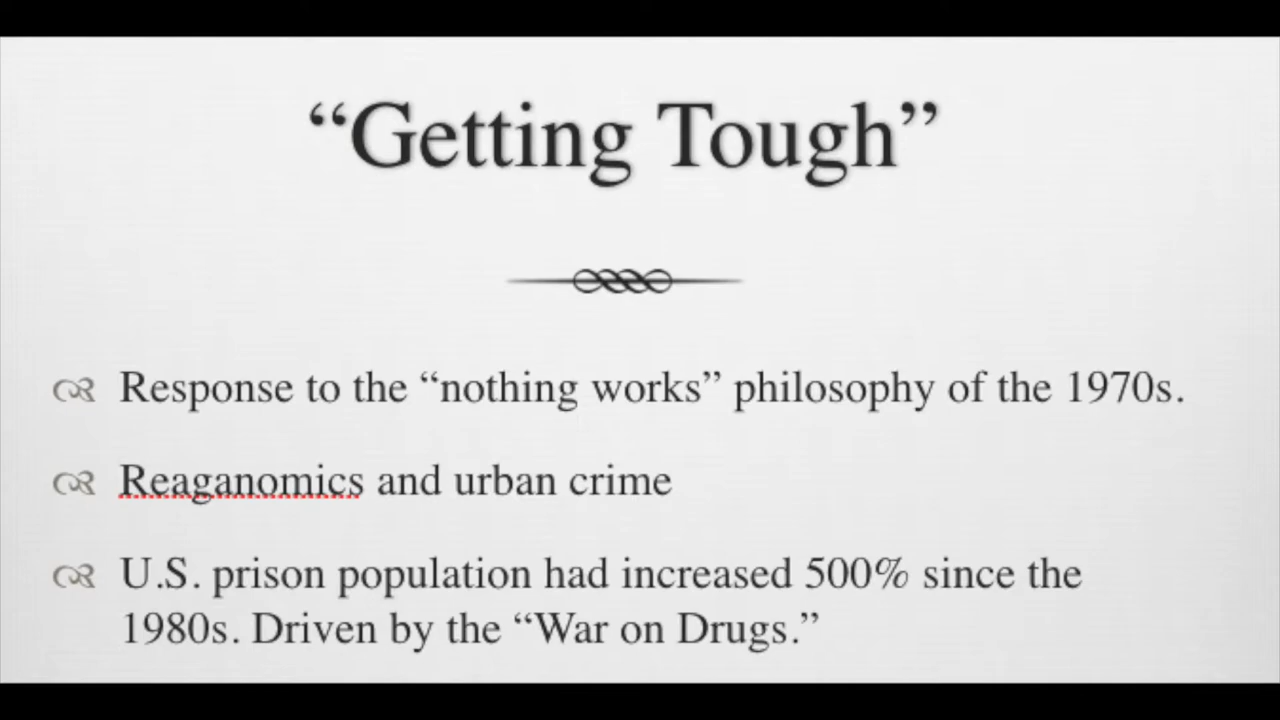 “Getting Tough”
Response to the “nothing works” philosophy of the 1970s.
Reaganomics and urban crime
U.S. prison population had increased 500% since the
1980s. Driven by the “War on Drugs.”